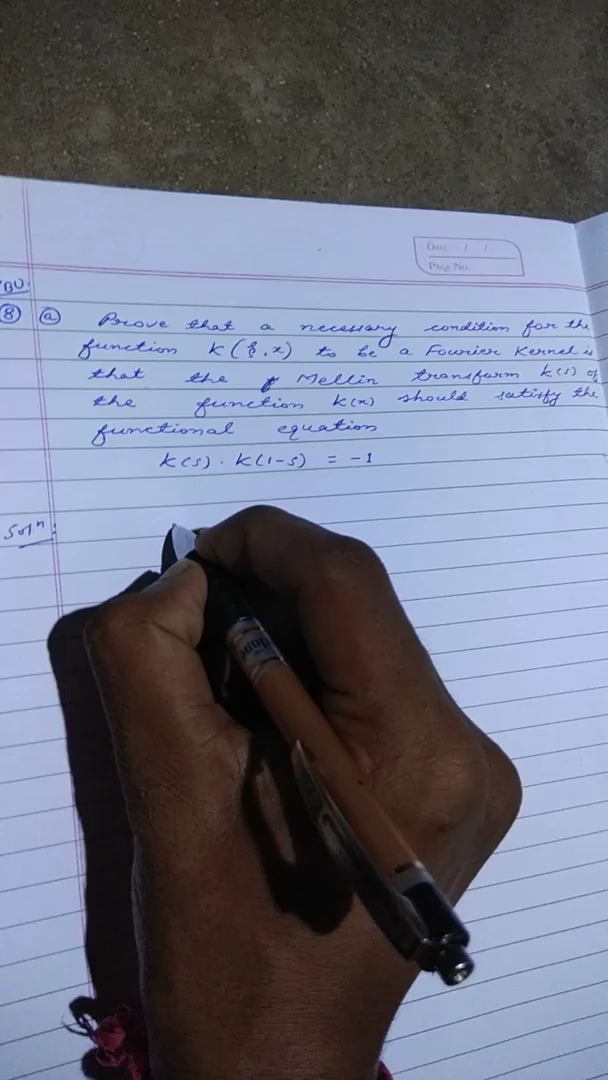 Date / /
Page No.
8 a Prove that a necessary condition for the
function K(ξ,x) to be a Fourier Kernel is
that the Mellin transform k(s) of
the function k(x) should satisfy the
functional equation
K(s) . K(1-s) = -1
Solⁿ: